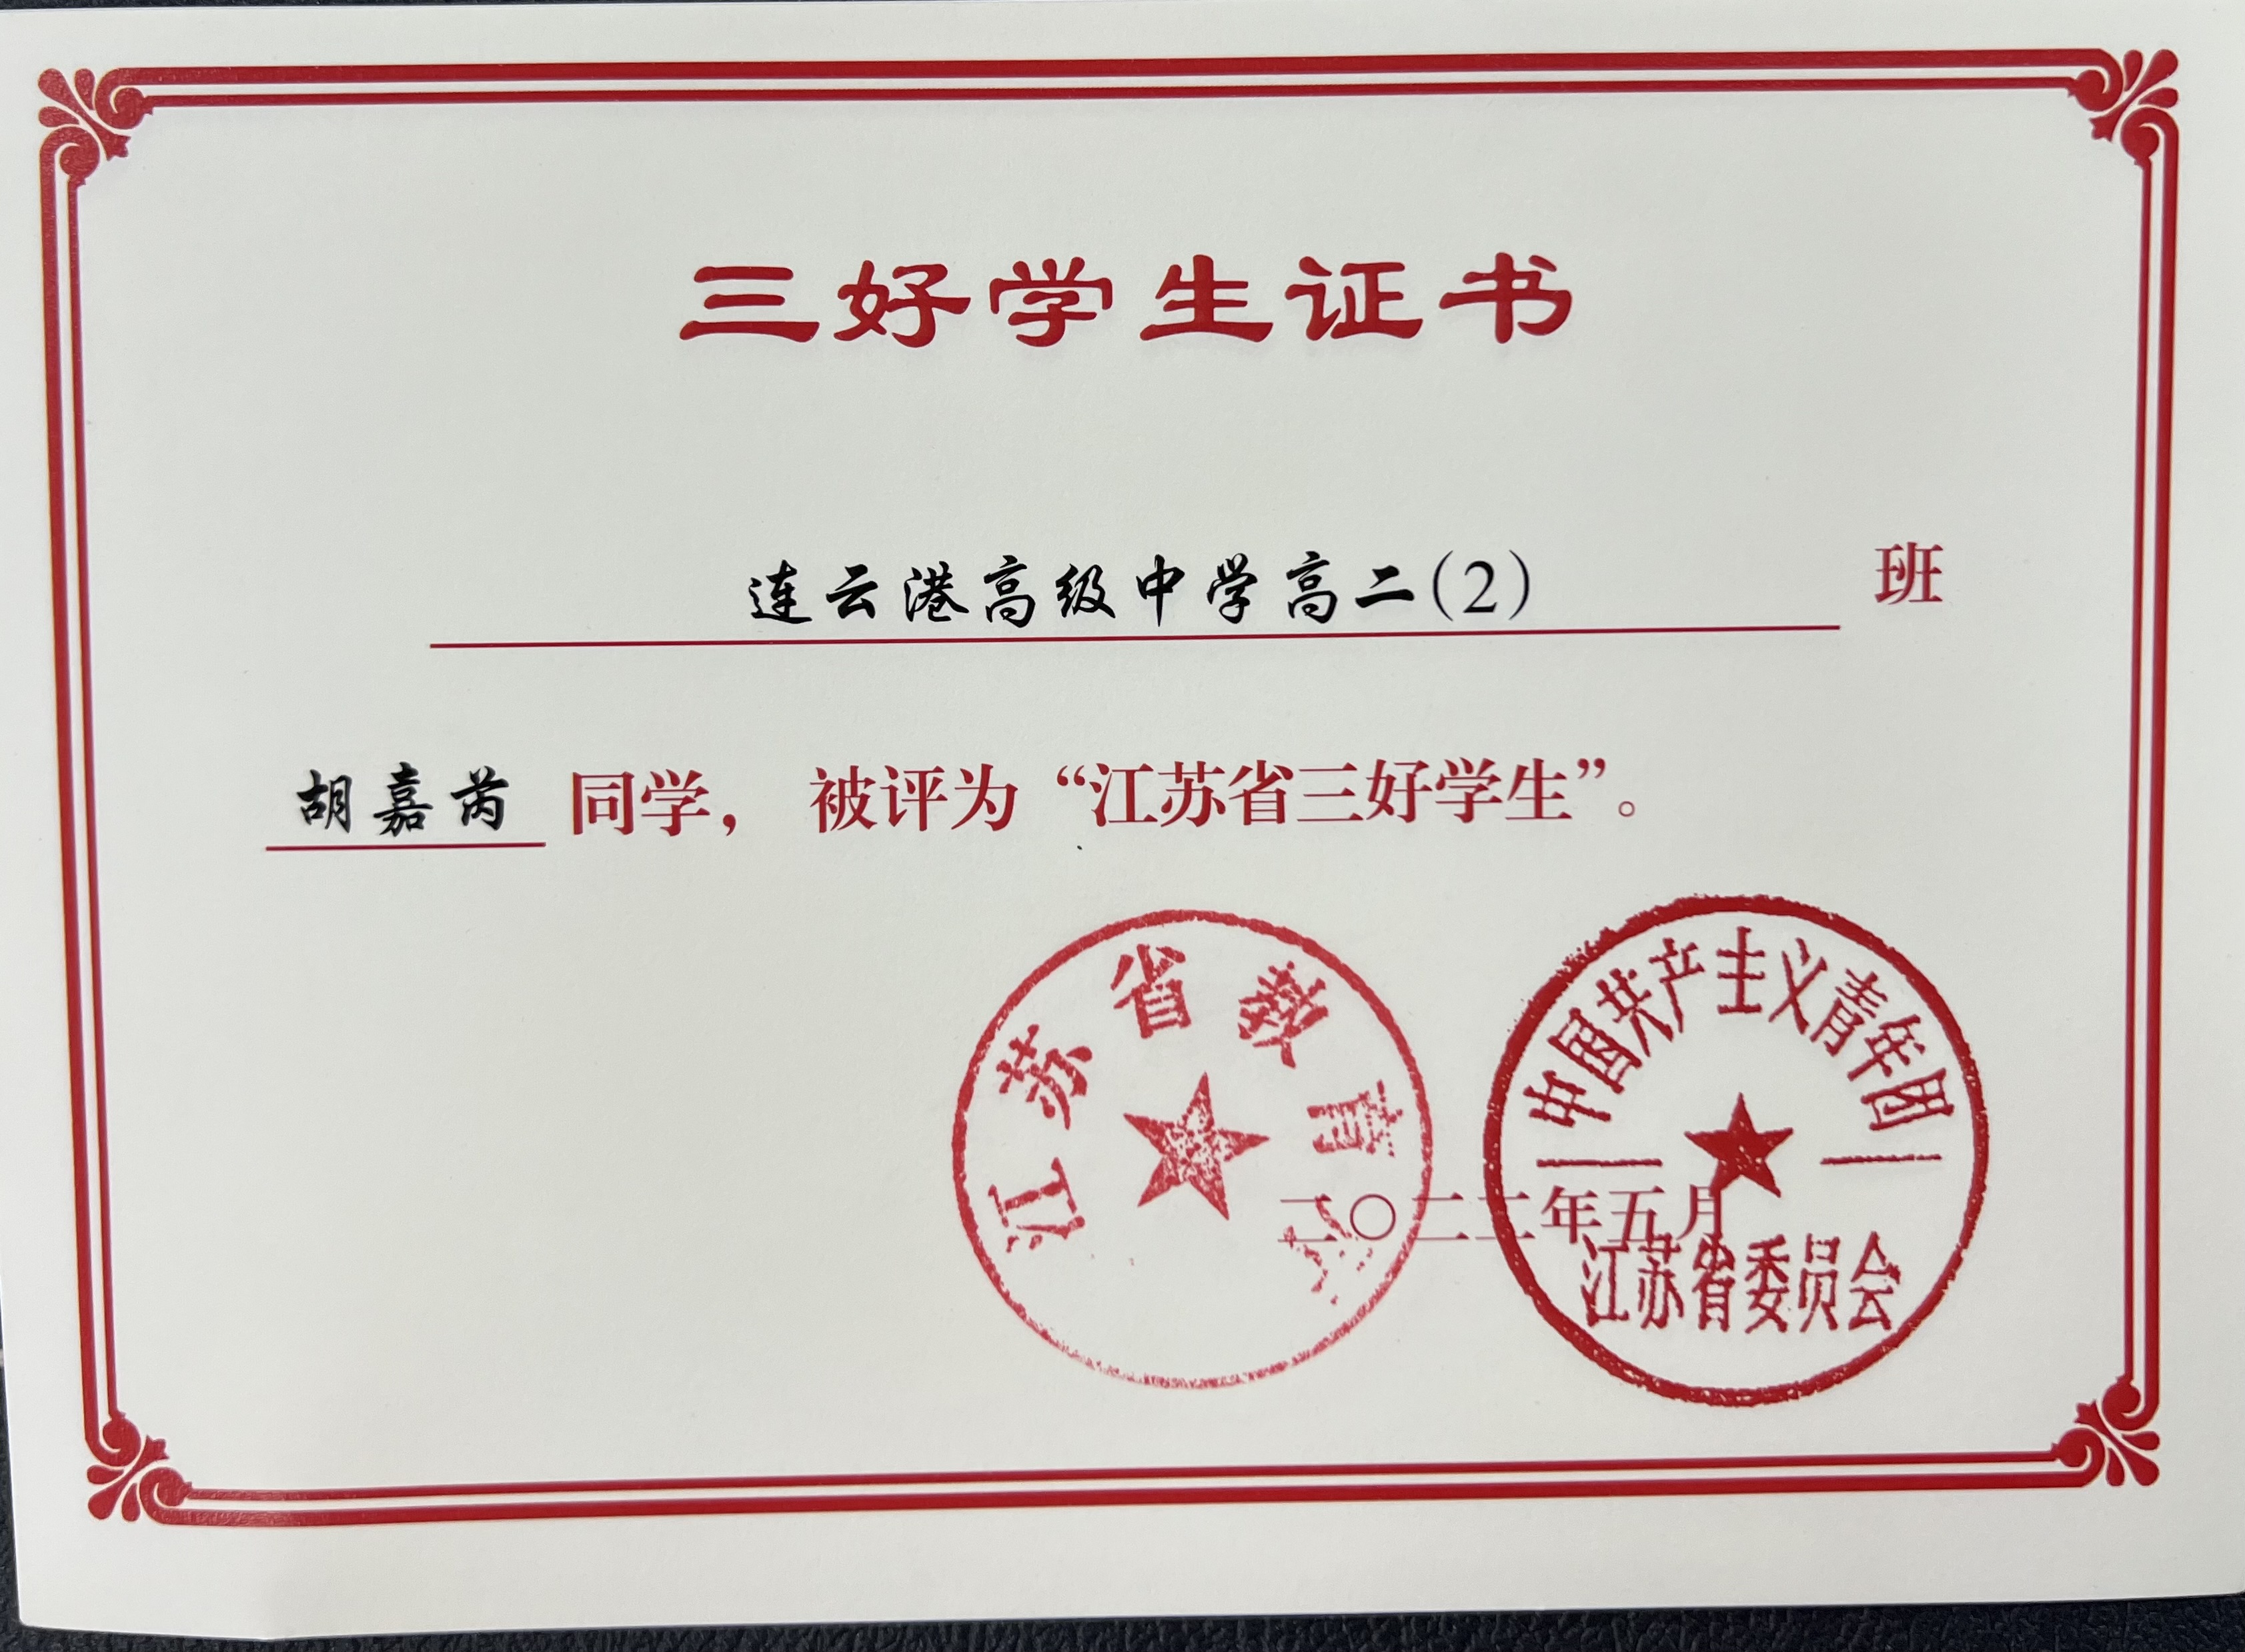 三好学生证书
连云港高级中学高二(2) 班
胡嘉芮 同学， 被评为“江苏省三好学生”。
江苏省教育厅
中国共产主义青年团
江苏省委员会
二〇二二年五月